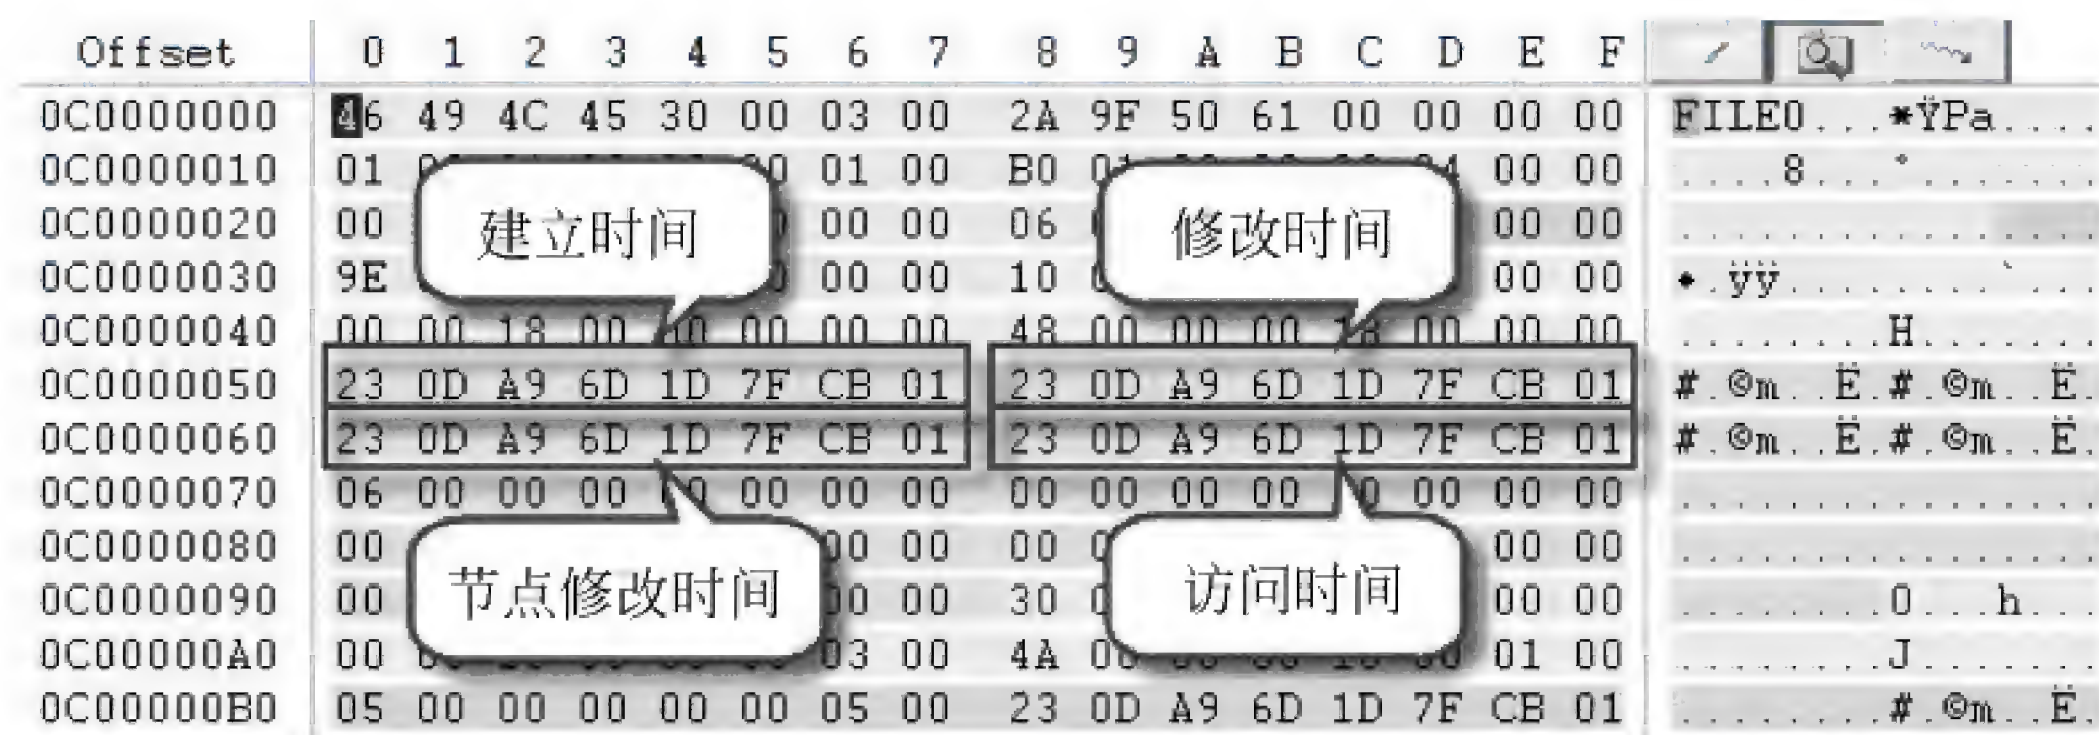 Offset 0 1 2 3 4 5 6 7 8 9 A B C D E F
0C0000000 46 49 4C 45 30 00 03 00 2A 9F 50 61 00 00 00 00 FILE0...*ŸPa....
0C0000010 01 00 01 00 B0 00 00 ....8...°.......
建立时间 修改时间
0C0000020 00 00 00 06 00 00 ................
0C0000030 9E 00 00 10 00 00 .ÿÿ.........`...
0C0000040 00 00 18 00 00 00 00 48 00 00 00 18 00 00 00 ........H.......
0C0000050 23 0D A9 6D 1D 7F CB 01 23 0D A9 6D 1D 7F CB 01 #.©m..Ë.#.©m..Ë.
0C0000060 23 0D A9 6D 1D 7F CB 01 23 0D A9 6D 1D 7F CB 01 #.©m..Ë.#.©m..Ë.
0C0000070 06 00 00 00 00 00 00 00 00 00 00 00 00 00 00 ................
0C0000080 00 00 00 00 00 00 ................
节点修改时间 访问时间
0C0000090 00 00 00 30 00 00 ........0...h...
0C00000A0 00 03 00 4A 00 01 00 ........J.......
0C00000B0 05 00 00 00 00 00 05 00 23 0D A9 6D 1D 7F CB 01 ........#.©m..Ë.